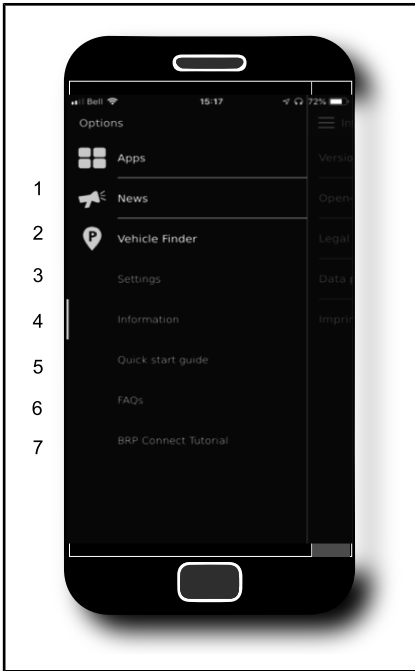 Bell 15:17 72%
Options
Apps
Versio
1 News
Open-
2 P Vehicle Finder
Legal
3 Settings
Data p
4 Information
Imprin
5 Quick start guide
6 FAQs
7 BRP Connect Tutorial